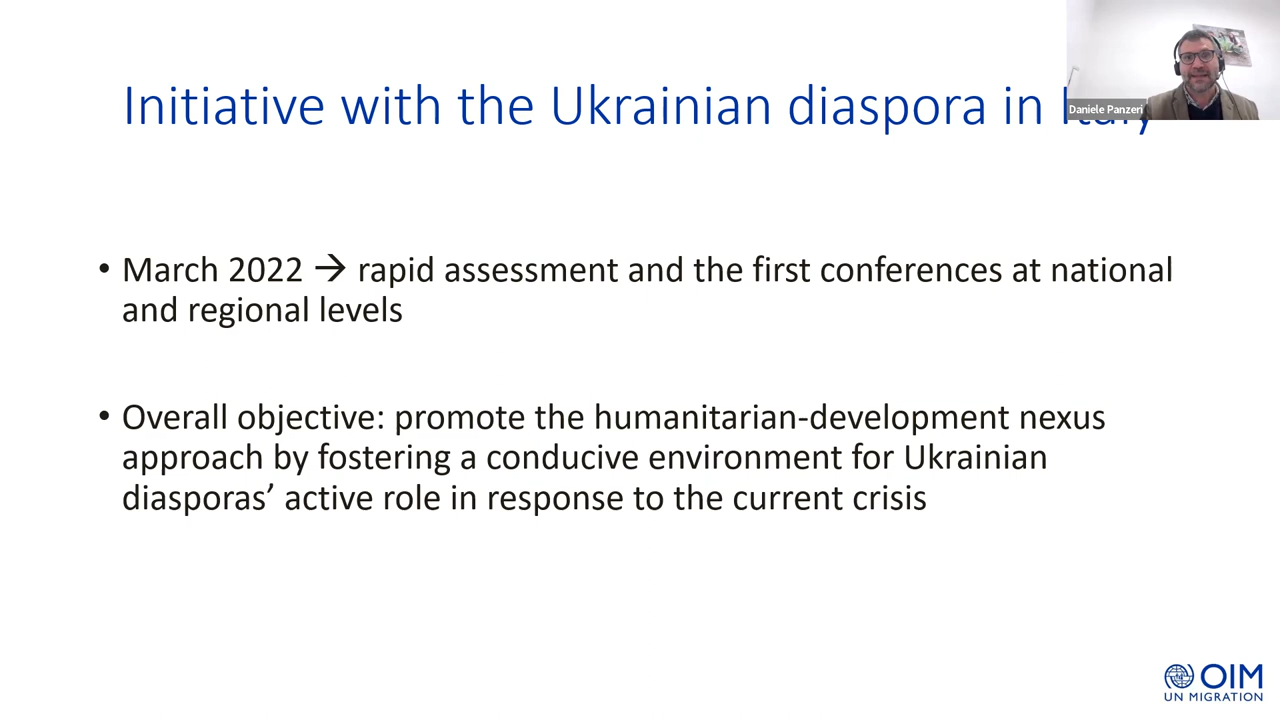 Initiative with the Ukrainian diaspora in
Daniele Panzeri
• March 2022 → rapid assessment and the first conferences at national
and regional levels
• Overall objective: promote the humanitarian-development nexus
approach by fostering a conducive environment for Ukrainian
diasporas’ active role in response to the current crisis
OIM
UN MIGRATION